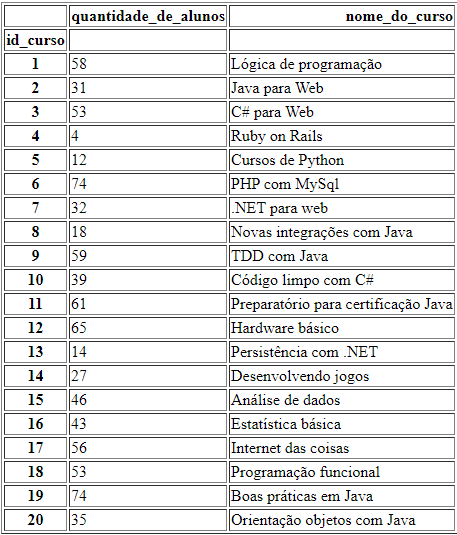 quantidade_de_alunos nome_do_curso
id_curso
1 58 Lógica de programação
2 31 Java para Web
3 53 C# para Web
4 4 Ruby on Rails
5 12 Cursos de Python
6 74 PHP com MySql
7 32 .NET para web
8 18 Novas integrações com Java
9 59 TDD com Java
10 39 Código limpo com C#
11 61 Preparatório para certificação Java
12 65 Hardware básico
13 14 Persistência com .NET
14 27 Desenvolvendo jogos
15 46 Análise de dados
16 43 Estatística básica
17 56 Internet das coisas
18 53 Programação funcional
19 74 Boas práticas em Java
20 35 Orientação objetos com Java